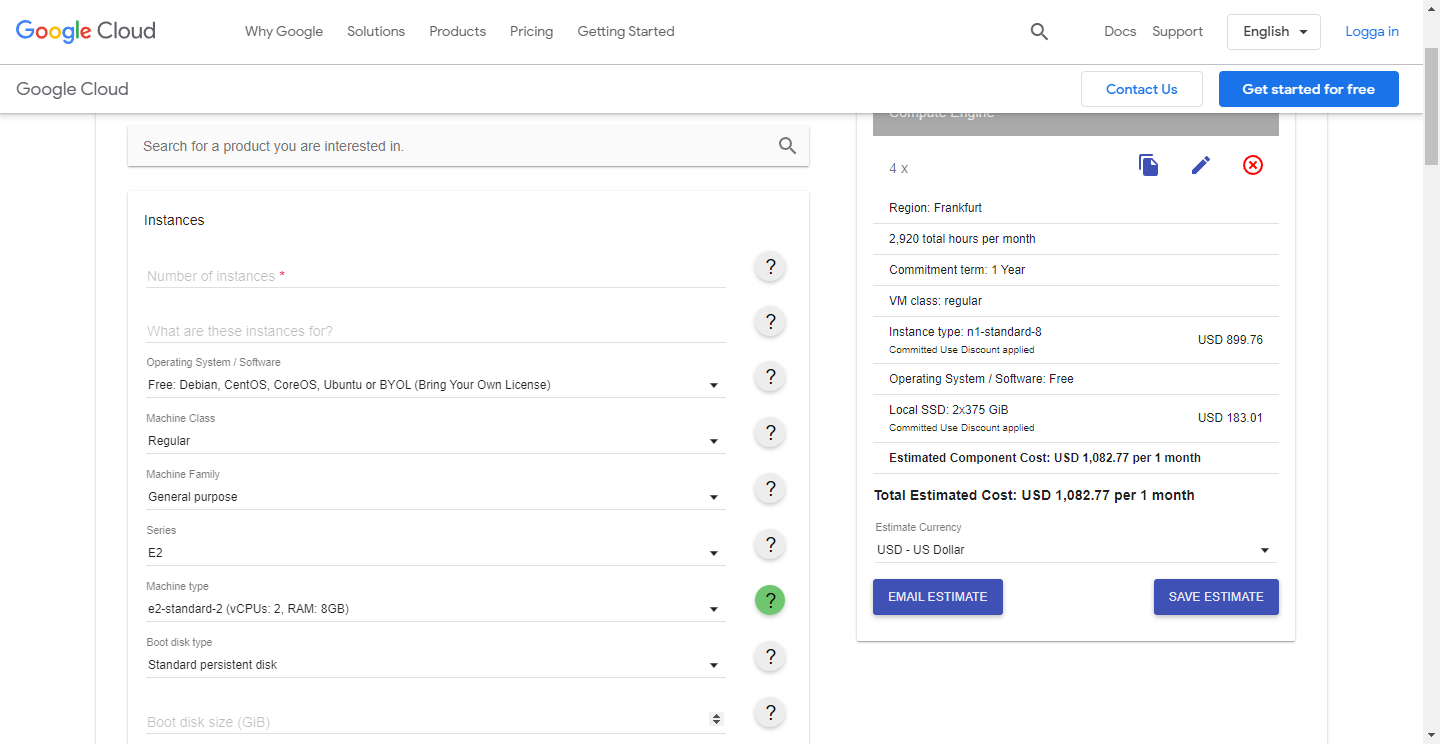 Google Cloud
Why Google
Solutions
Products
Pricing
Getting Started
Docs
Support
English
Logga in
Google Cloud
Contact Us
Get started for free
Search for a product you are interested in.
Instances
Number of instances *
?
What are these instances for?
?
Operating System / Software
Free: Debian, CentOS, CoreOS, Ubuntu or BYOL (Bring Your Own License)
?
Machine Class
Regular
?
Machine Family
General purpose
?
Series
E2
?
Machine type
e2-standard-2 (vCPUs: 2, RAM: 8GB)
?
Boot disk type
Standard persistent disk
?
Boot disk size (GiB)
?
Compute Engine
4 x
Region: Frankfurt
2,920 total hours per month
Commitment term: 1 Year
VM class: regular
Instance type: n1-standard-8
Committed Use Discount applied
USD 899.76
Operating System / Software: Free
Local SSD: 2x375 GiB
Committed Use Discount applied
USD 183.01
Estimated Component Cost: USD 1,082.77 per 1 month
Total Estimated Cost: USD 1,082.77 per 1 month
Estimate Currency
USD - US Dollar
EMAIL ESTIMATE
SAVE ESTIMATE